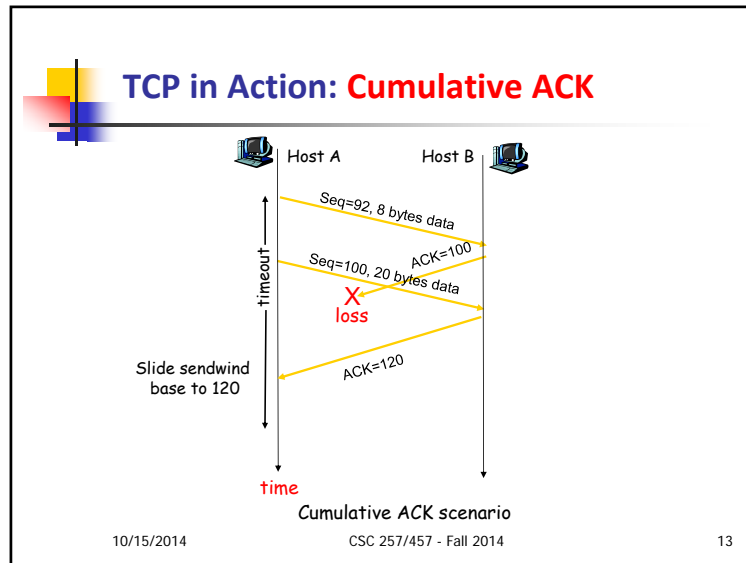 TCP in Action: Cumulative ACK
Host A
Host B
Seq=92, 8 bytes data
ACK=100
timeout
Seq=100, 20 bytes data
X
loss
ACK=120
Slide sendwind
base to 120
time
Cumulative ACK scenario
10/15/2014
CSC 257/457 - Fall 2014
13